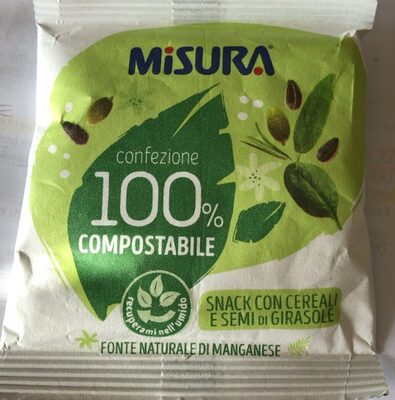 MiSURA
confezione
100%
COMPOSTABILE
recuperami nell'umido
SNACK CON CEREALI
E SEMI di GIRASOLE
FONTE NATURALE DI MANGANESE